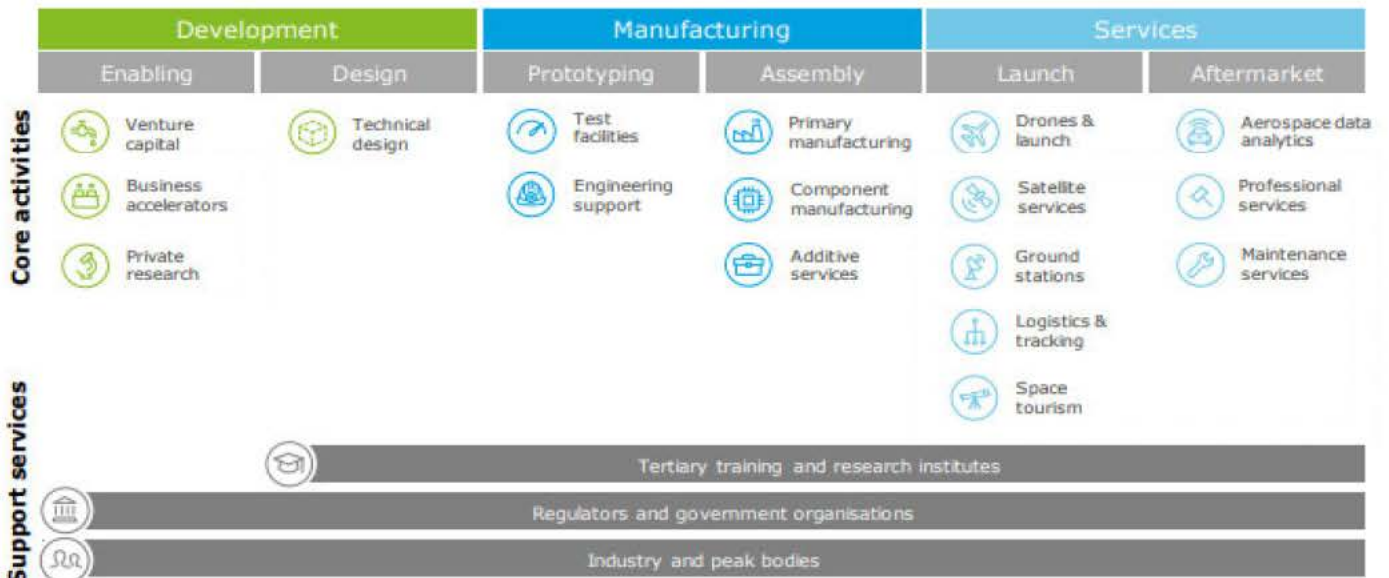 Development
Manufacturing
Services
Enabling
Design
Prototyping
Assembly
Launch
Aftermarket
Core activities
Venture
capital
Business
accelerators
Private
research
Technical
design
Test
facilities
Engineering
support
Primary
manufacturing
Component
manufacturing
Additive
services
Drones &
launch
Satellite
services
Ground
stations
Logistics &
tracking
Space
tourism
Aerospace data
analytics
Professional
services
Maintenance
services
Support services
Tertiary training and research institutes
Regulators and government organisations
Industry and peak bodies